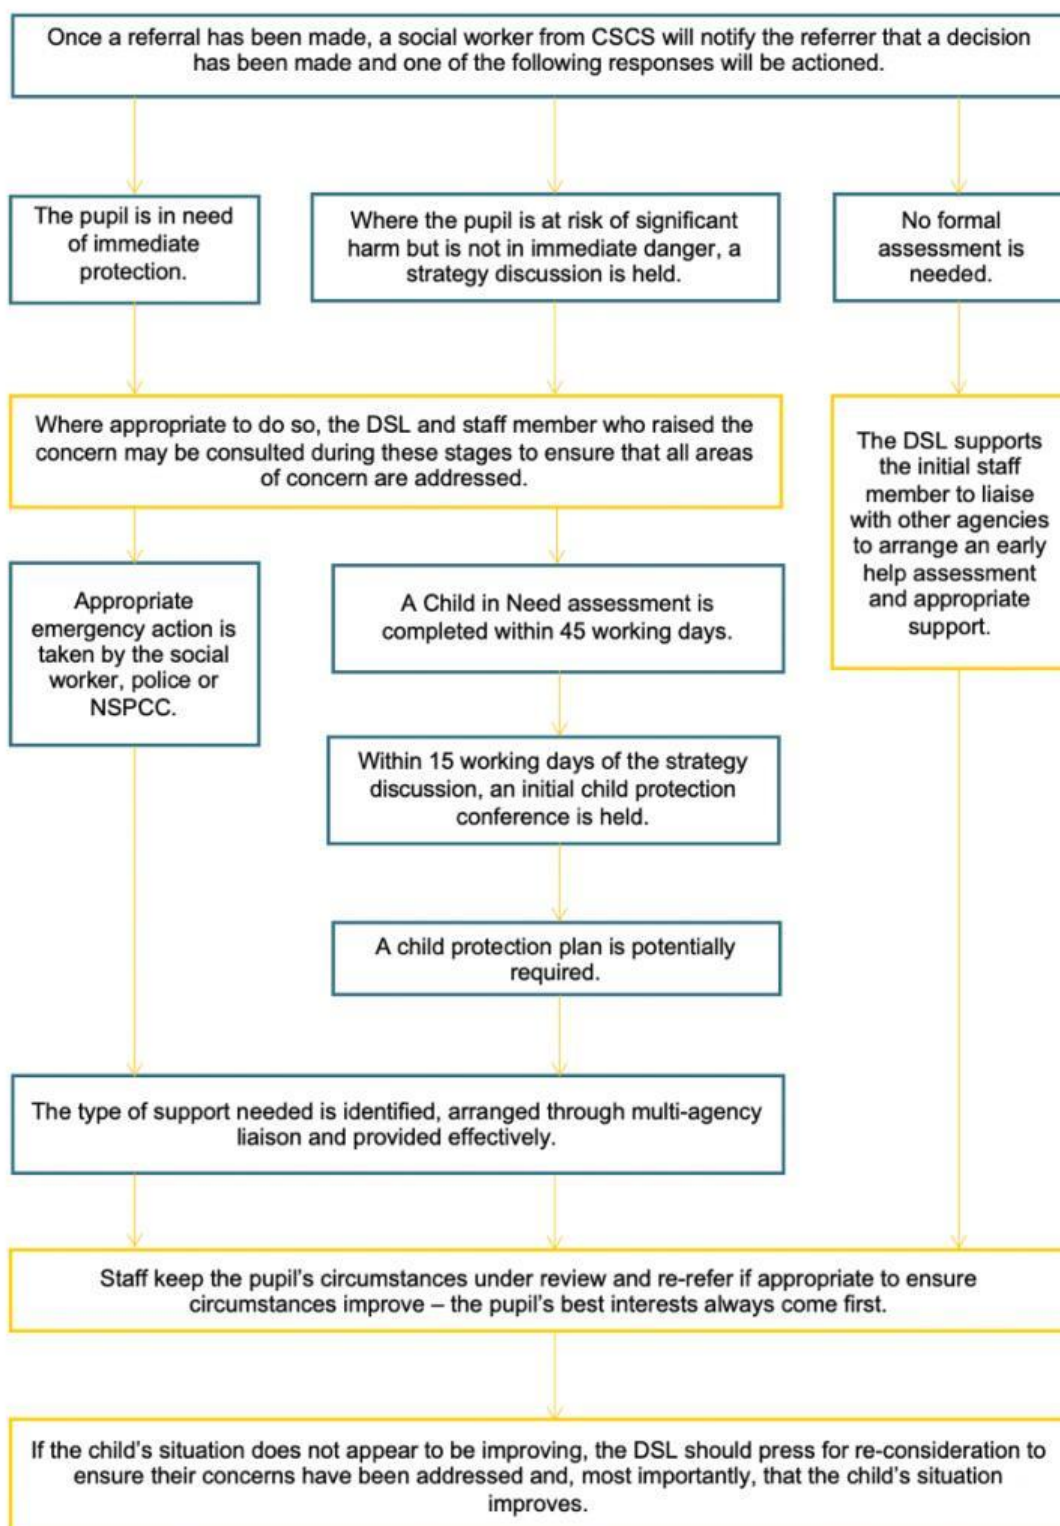 Once a referral has been made, a social worker from CSCS will notify the referrer that a decision
has been made and one of the following responses will be actioned.
The pupil is in need
of immediate
protection.
Where the pupil is at risk of significant
harm but is not in immediate danger, a
strategy discussion is held.
No formal
assessment is
needed.
Where appropriate to do so, the DSL and staff member who raised the
concern may be consulted during these stages to ensure that all areas
of concern are addressed.
The DSL supports
the initial staff
member to liaise
with other agencies
to arrange an early
help assessment
and appropriate
support.
Appropriate
emergency action is
taken by the social
worker, police or
NSPCC.
A Child in Need assessment is
completed within 45 working days.
Within 15 working days of the strategy
discussion, an initial child protection
conference is held.
A child protection plan is potentially
required.
The type of support needed is identified, arranged through multi-agency
liaison and provided effectively.
Staff keep the pupil's circumstances under review and re-refer if appropriate to ensure
circumstances improve – the pupil's best interests always come first.
If the child's situation does not appear to be improving, the DSL should press for re-consideration to
ensure their concerns have been addressed and, most importantly, that the child's situation
improves.